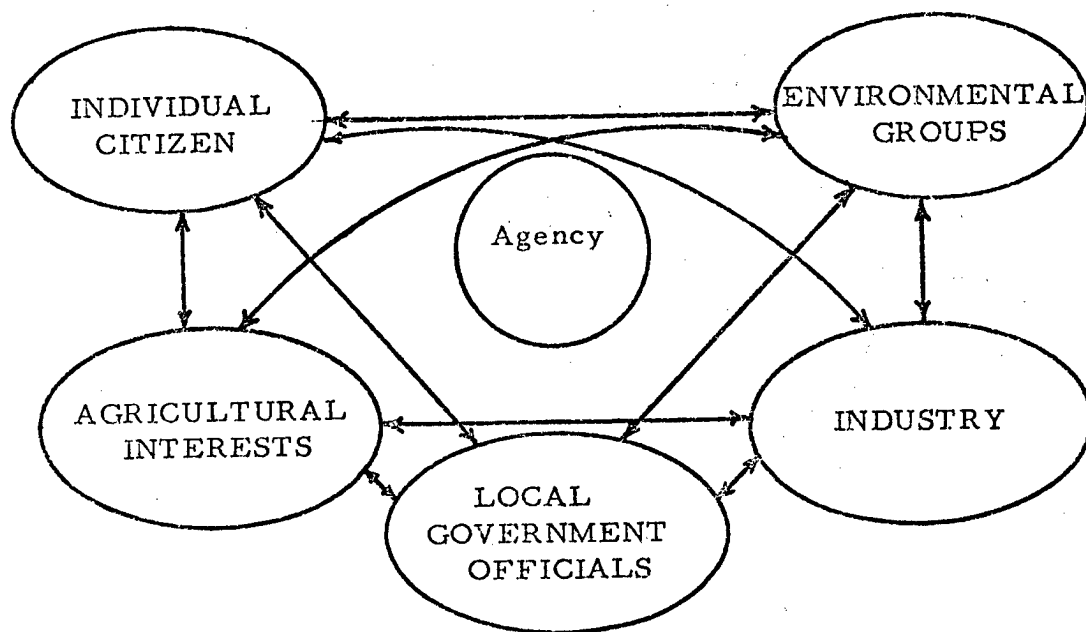 INDIVIDUAL
CITIZEN
ENVIRONMENTAL
GROUPS
Agency
AGRICULTURAL
INTERESTS
INDUSTRY
LOCAL
GOVERNMENT
OFFICIALS